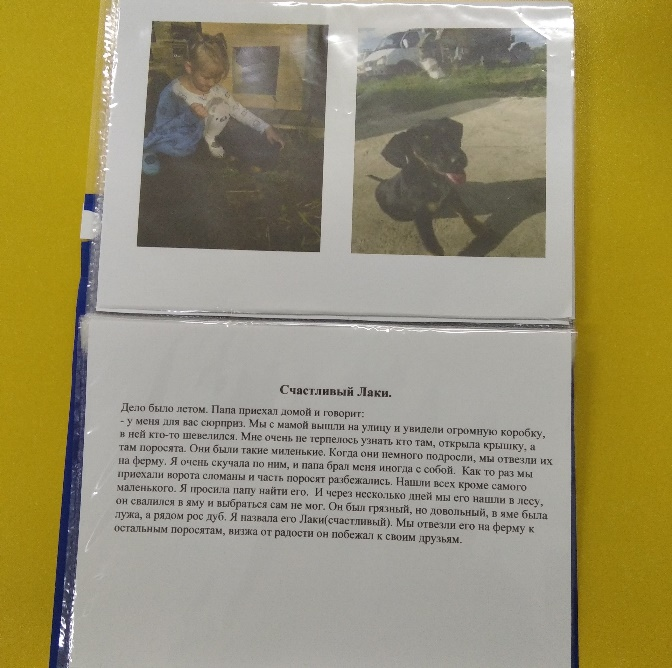 Счастливый Лаки.
Дело было летом. Папа приехал домой и говорит:
- у меня для вас сюрприз. Мы с мамой вышли на улицу и увидели огромную коробку,
в ней кто-то шевелился. Мне очень не терпелось узнать кто там, открыла крышку, а
там поросята. Они были такие миленькие. Когда они немного подросли, мы отвезли их
на ферму. Я очень скучала по ним, и папа брал меня иногда с собой. Как то раз мы
приехали ворота сломаны и часть поросят разбежались. Нашли всех кроме самого
маленького. Я просила папу найти его. И через несколько дней мы его нашли в лесу,
он свалился в яму и выбраться сам не мог. Он был грязный, но довольный, в яме была
лужа, а рядом рос дуб. Я назвала его Лаки(счастливый). Мы отвезли его на ферму к
остальным поросятам, визжа от радости он побежал к своим друзьям.